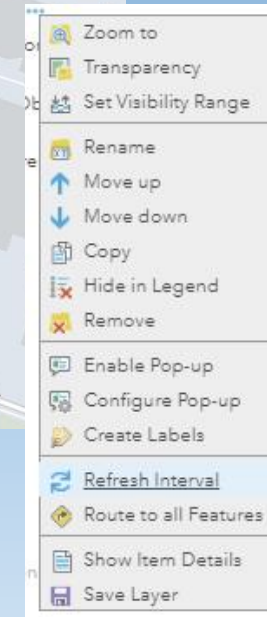 Zoom to
Transparency
Set Visibility Range
Rename
Move up
Move down
Copy
Hide in Legend
Remove
Enable Pop-up
Configure Pop-up
Create Labels
Refresh Interval
Route to all Features
Show Item Details
Save Layer